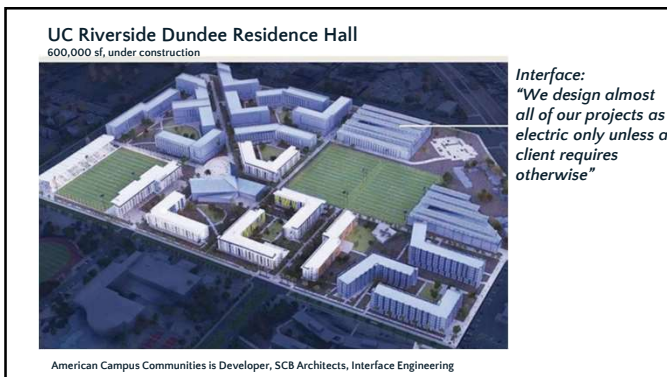 UC Riverside Dundee Residence Hall
600,000 sf, under construction
Interface:
“We design almost
all of our projects as
electric only unless a
client requires
otherwise”
American Campus Communities is Developer, SCB Architects, Interface Engineering